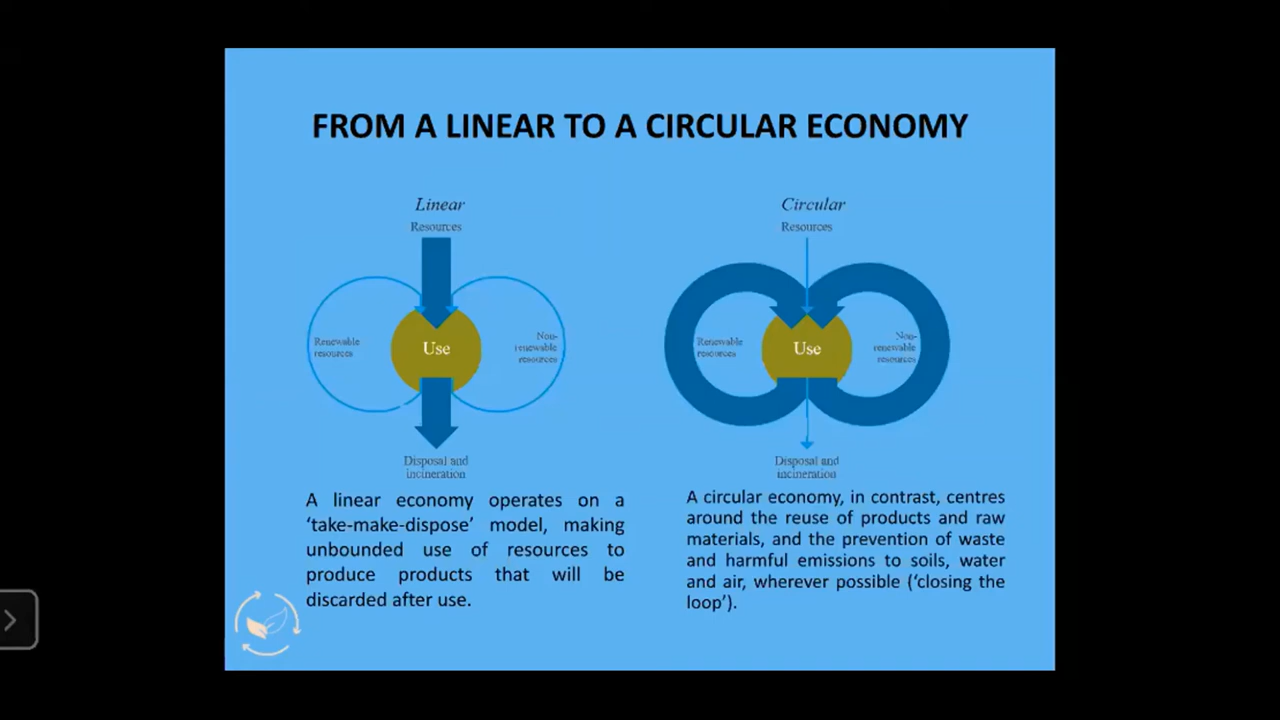 FROM A LINEAR TO A CIRCULAR ECONOMY
Linear
Resources
Renewable
resources
Use
Non-
renewable
resources
Disposal and
incineration
A linear economy operates on a
‘take-make-dispose’ model, making
unbounded use of resources to
produce products that will be
discarded after use.
Circular
Resources
Renewable
resources
Use
Non-
renewable
resources
Disposal and
incineration
A circular economy, in contrast, centres
around the reuse of products and raw
materials, and the prevention of waste
and harmful emissions to soils, water
and air, wherever possible (‘closing the
loop’).